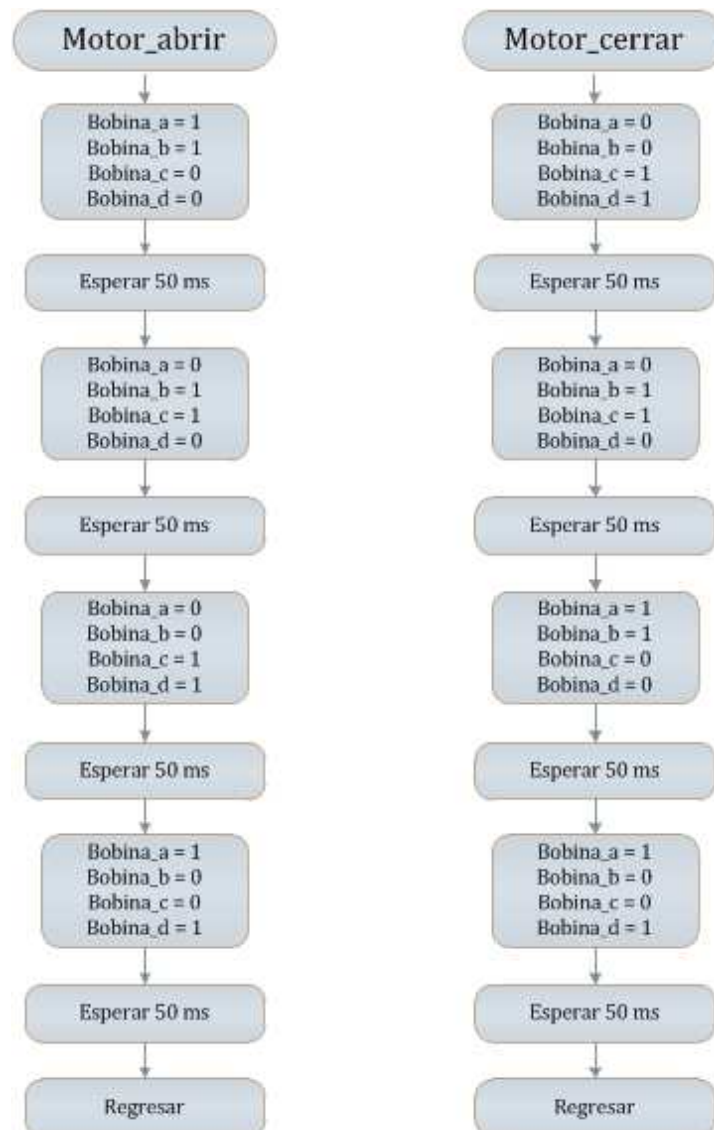 Motor_abrir
Bobina_a = 1
Bobina_b = 1
Bobina_c = 0
Bobina_d = 0
Esperar 50 ms
Bobina_a = 0
Bobina_b = 1
Bobina_c = 1
Bobina_d = 0
Esperar 50 ms
Bobina_a = 0
Bobina_b = 0
Bobina_c = 1
Bobina_d = 1
Esperar 50 ms
Bobina_a = 1
Bobina_b = 0
Bobina_c = 0
Bobina_d = 1
Esperar 50 ms
Regresar
Motor_cerrar
Bobina_a = 0
Bobina_b = 0
Bobina_c = 1
Bobina_d = 1
Esperar 50 ms
Bobina_a = 0
Bobina_b = 1
Bobina_c = 1
Bobina_d = 0
Esperar 50 ms
Bobina_a = 1
Bobina_b = 1
Bobina_c = 0
Bobina_d = 0
Esperar 50 ms
Bobina_a = 1
Bobina_b = 0
Bobina_c = 0
Bobina_d = 1
Esperar 50 ms
Regresar